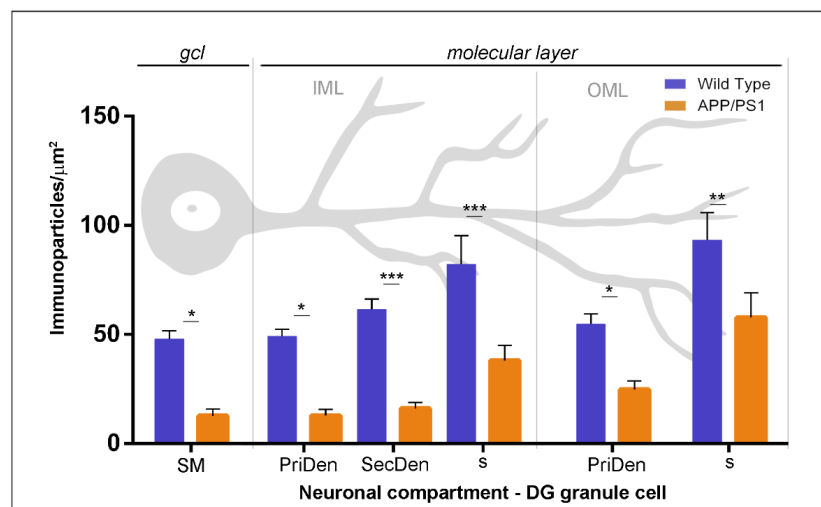 gcl molecular layer
IML OML
Wild Type
APP/PS1
150
100
50
0
Immunoparticles/µm²
* * *** *** * **
SM PriDen SecDen s PriDen s
Neuronal compartment - DG granule cell